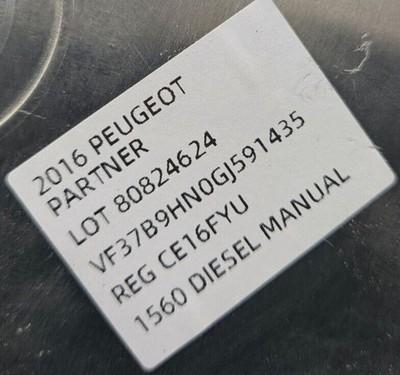 2016 PEUGEOT
PARTNER
LOT 80824624
VF37B9HN0GJ591435
REG CE16FYU
1560 DIESEL MANUAL